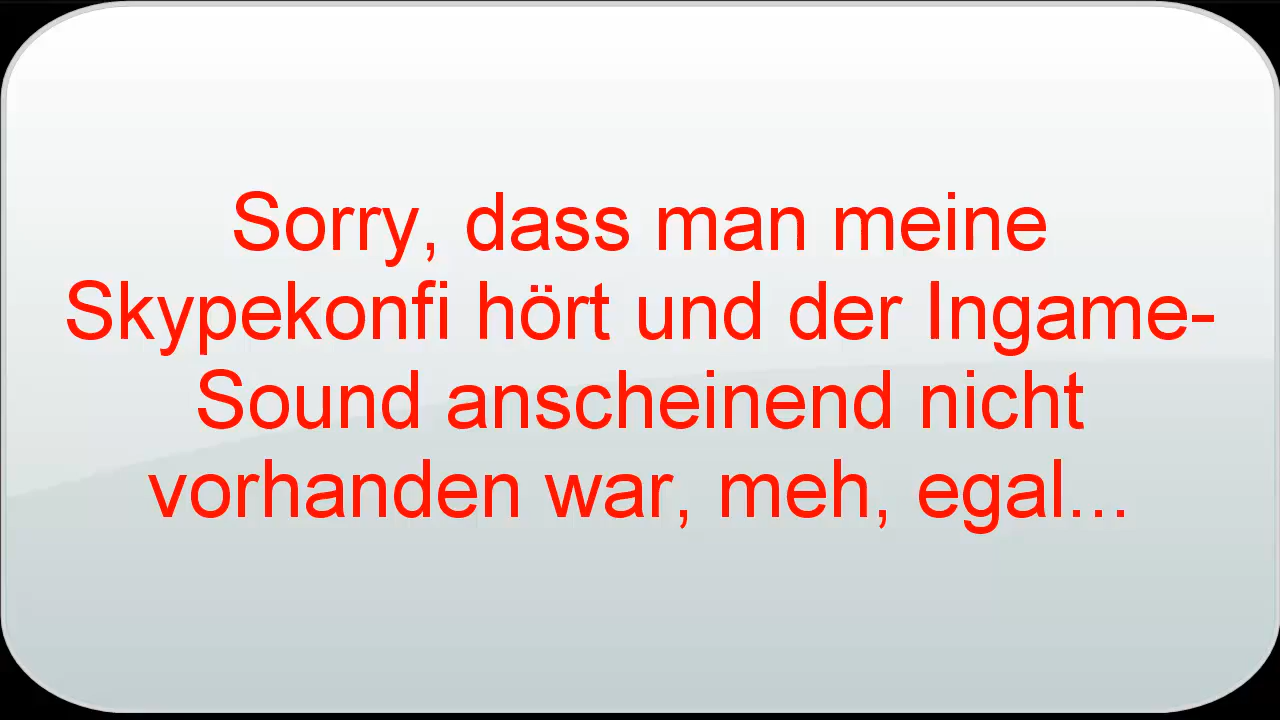 Sorry, dass man meine
Skypekonfi hört und der Ingame-
Sound anscheinend nicht
vorhanden war, meh, egal...